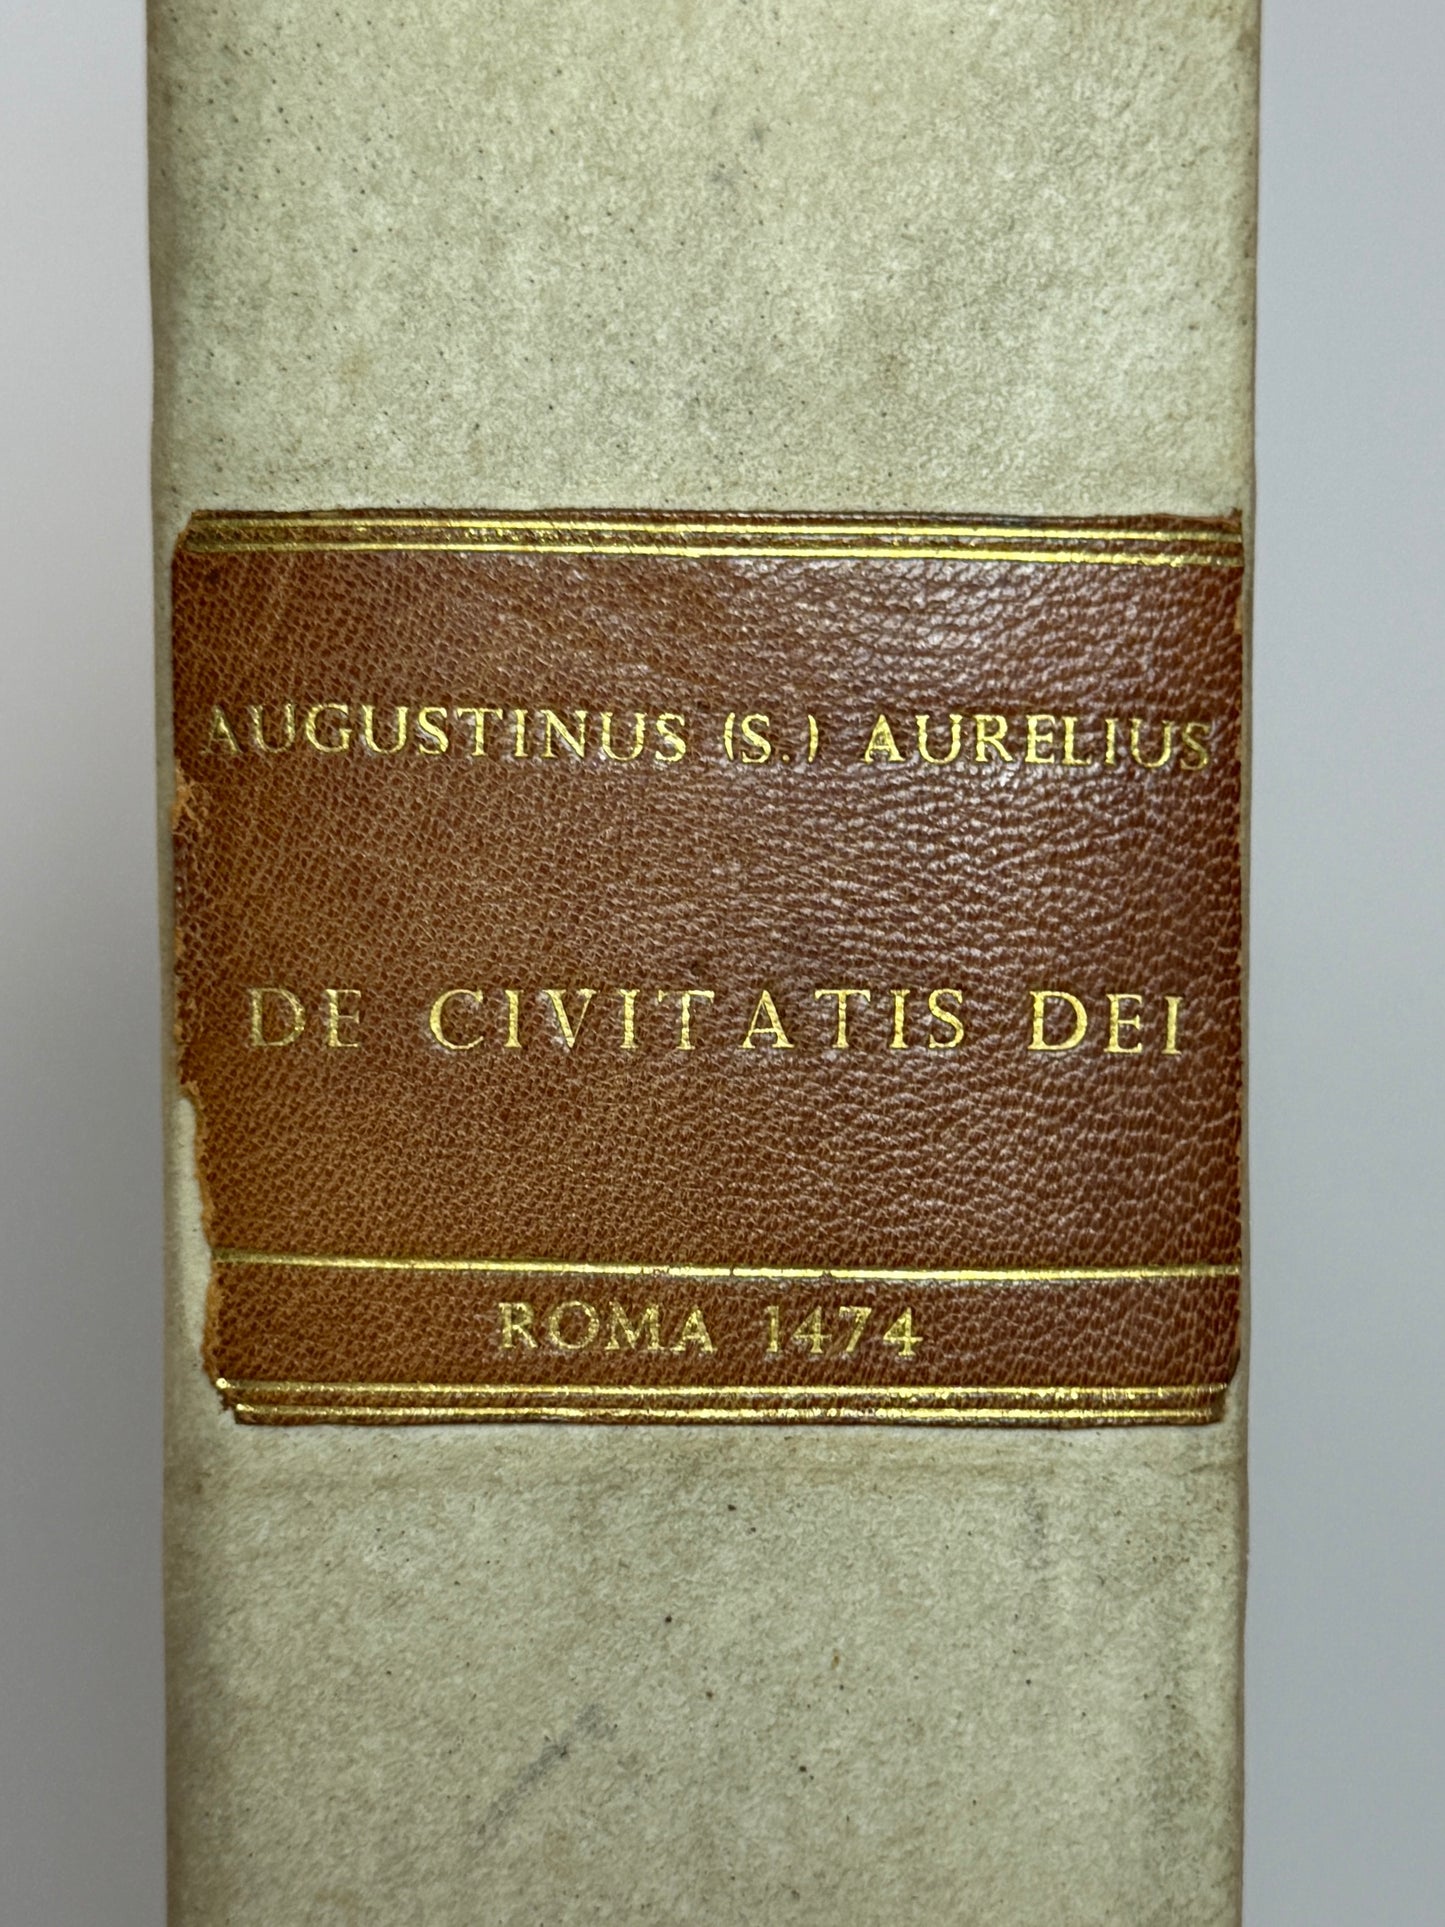 AUGUSTINUS (S.) AURELIUS
DE CIVITATIS DEI
ROMA 1474